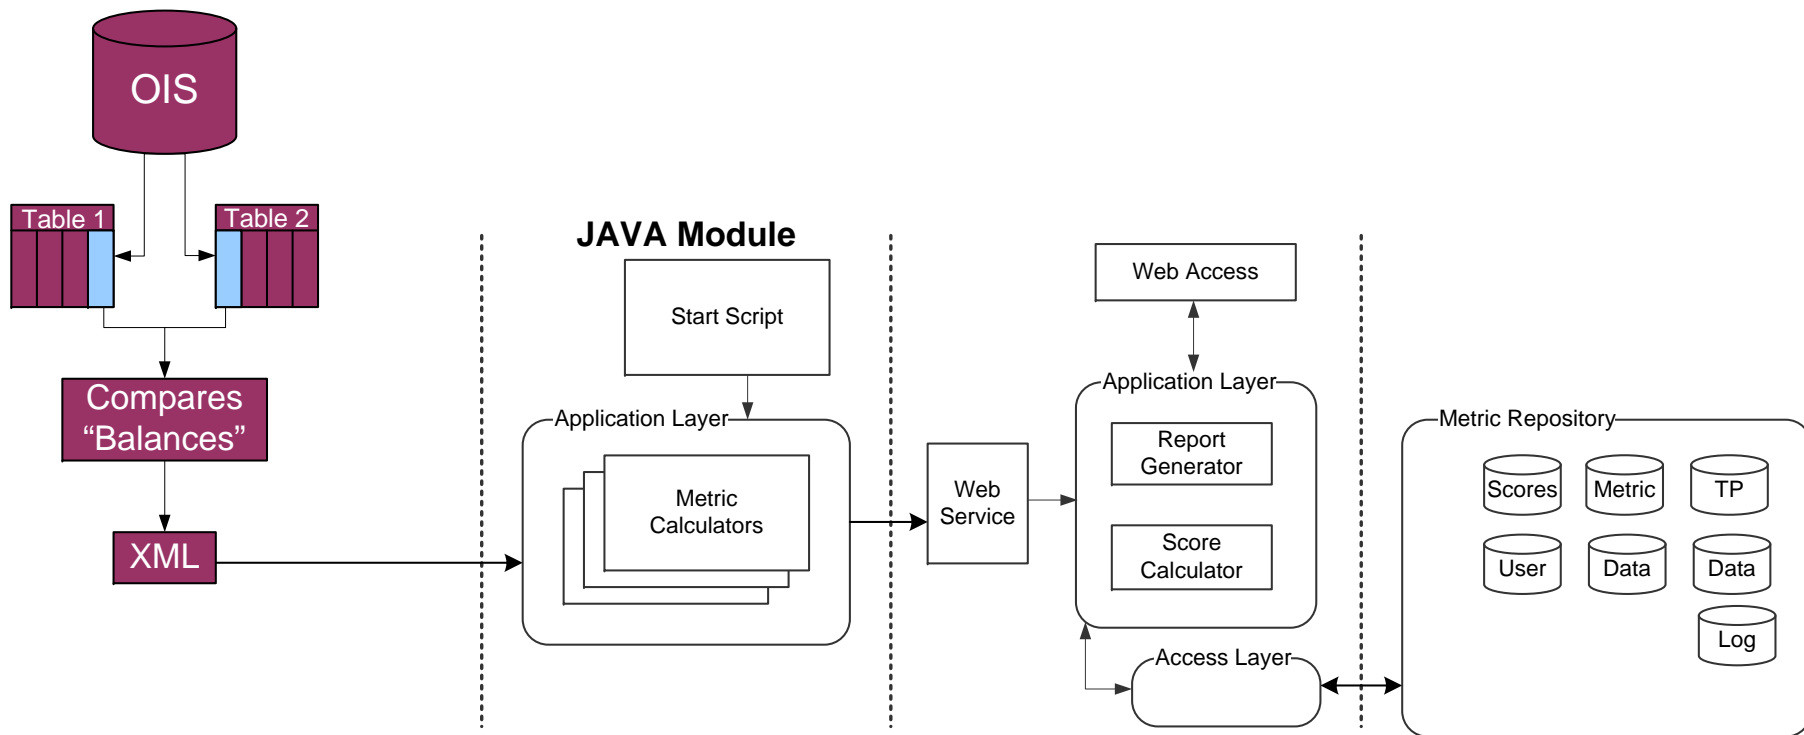 OIS
Table 1
Table 2
Compares
“Balances”
XML
JAVA Module
Start Script
Application Layer
Metric
Calculators
Web
Service
Web Access
Application Layer
Report
Generator
Score
Calculator
Access Layer
Metric Repository
Scores
Metric
TP
User
Data
Data
Log